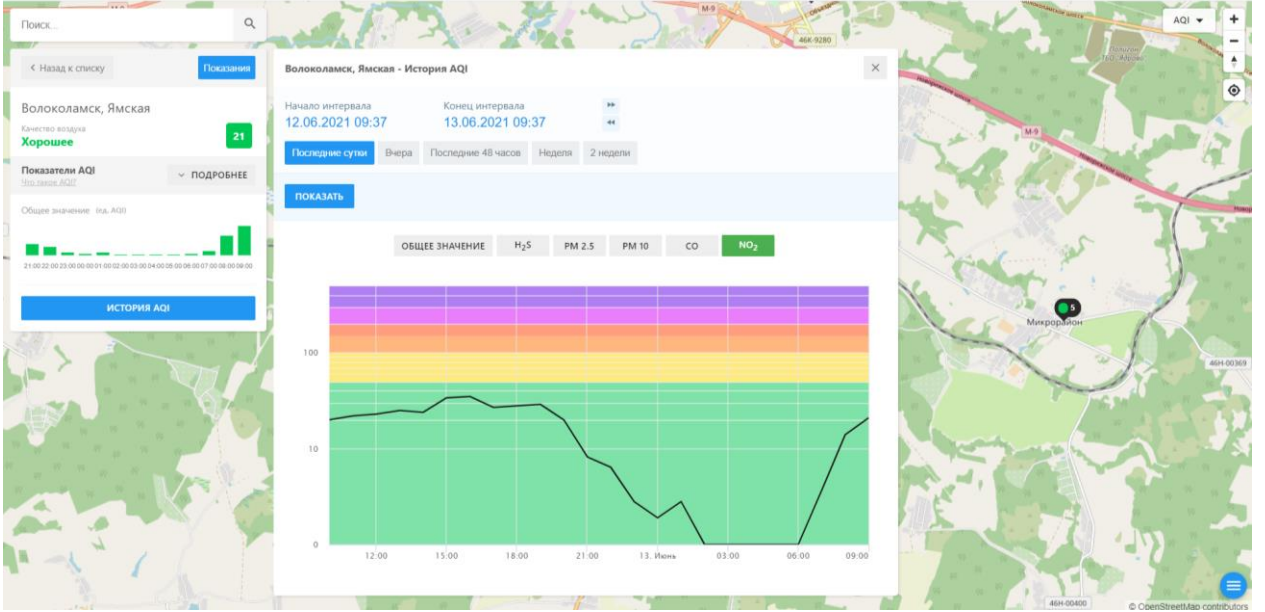 Поиск...
< Назад к списку
Показания
Волоколамск, Ямская
Качество воздуха
Хорошее
21
Показатели AQI
Что такое AQI?
ПОДРОБНЕЕ
Общее значение (ед. AQI)
21:00 22:00 23:00 00:00 01:00 02:00 03:00 04:00 05:00 06:00 07:00 08:00 09:00
ИСТОРИЯ AQI
Волоколамск, Ямская - История AQI
Начало интервала
Конец интервала
12.06.2021 09:37
13.06.2021 09:37
Последние сутки
Вчера
Последние 48 часов
Неделя
2 недели
ПОКАЗАТЬ
ОБЩЕЕ ЗНАЧЕНИЕ
H₂S
PM 2.5
PM 10
CO
NO₂
100
10
0
12:00
15:00
18:00
21:00
13. Июнь
03:00
06:00
09:00
М-9
46К-9280
AQI
Полигон
ТБО "Ядрово"
М-9
5
Микрорайон
46Н-00369
46Н-00400
© OpenStreetMap contributors